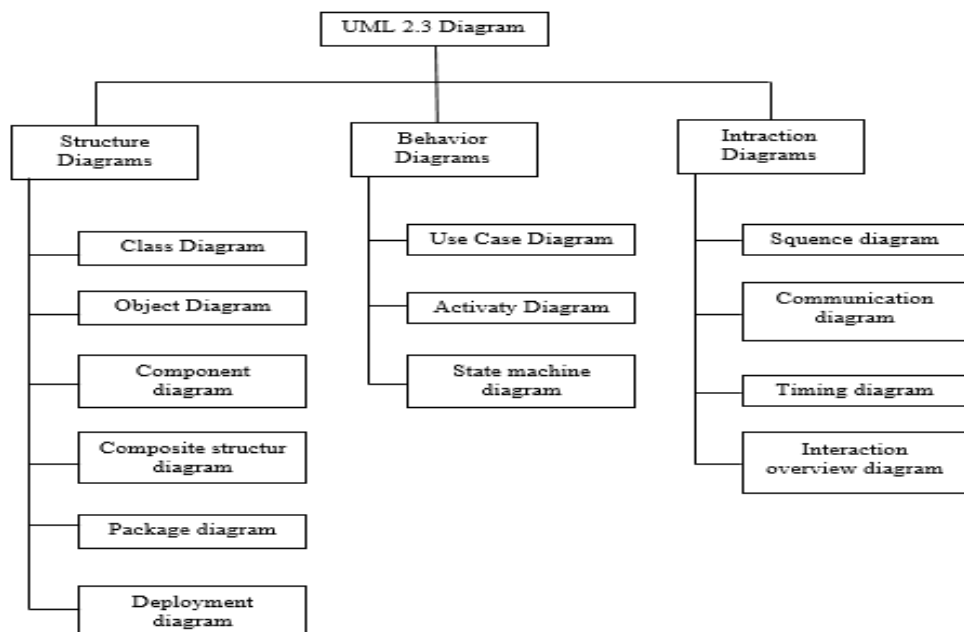 UML 2.3 Diagram
Structure
Diagrams
Behavior
Diagrams
Intraction
Diagrams
Class Diagram
Object Diagram
Component
diagram
Composite structur
diagram
Package diagram
Deployment
diagram
Use Case Diagram
Activaty Diagram
State machine
diagram
Squence diagram
Communication
diagram
Timing diagram
Interaction
overview diagram